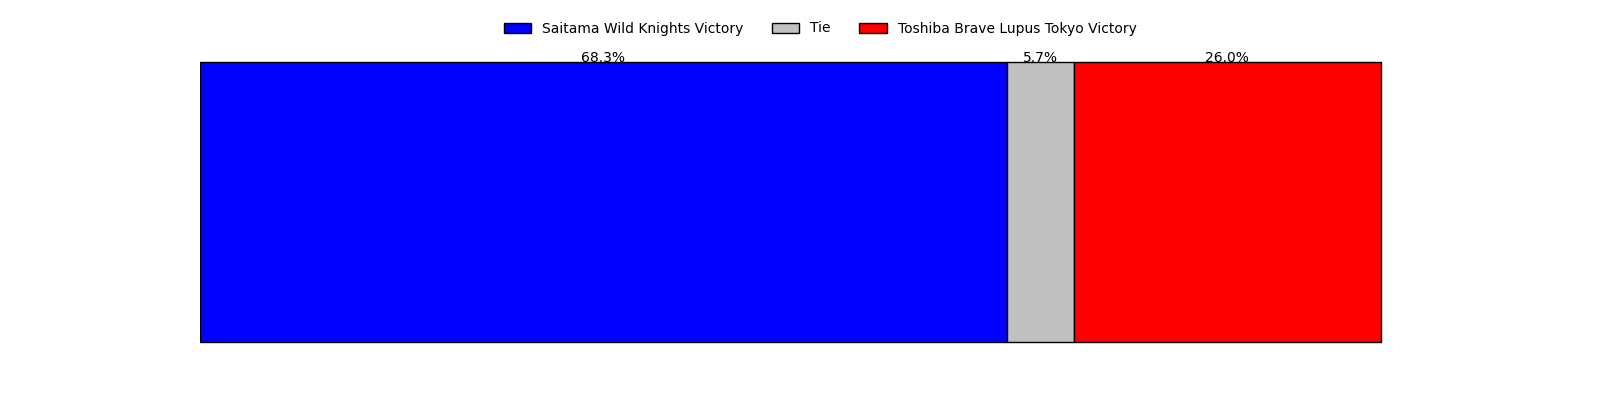 Saitama Wild Knights Victory Tie Toshiba Brave Lupus Tokyo Victory
68.3% 5.7% 26.0%